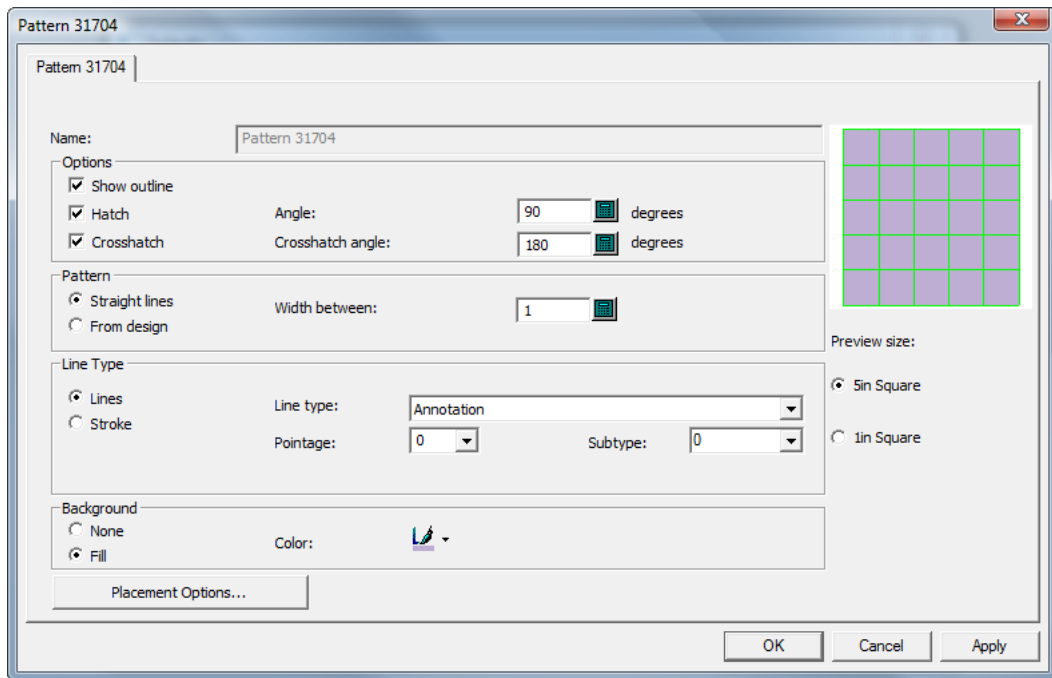 Pattern 31704
Pattern 31704
Name: Pattern 31704
Options
Show outline
Hatch Angle: 90 degrees
Crosshatch Crosshatch angle: 180 degrees
Pattern
Straight lines Width between: 1
From design
Preview size:
Line Type
Lines Line type: Annotation
Stroke Pointage: 0 Subtype: 0
5in Square
1in Square
Background
None
Fill Color:
Placement Options...
OK Cancel Apply